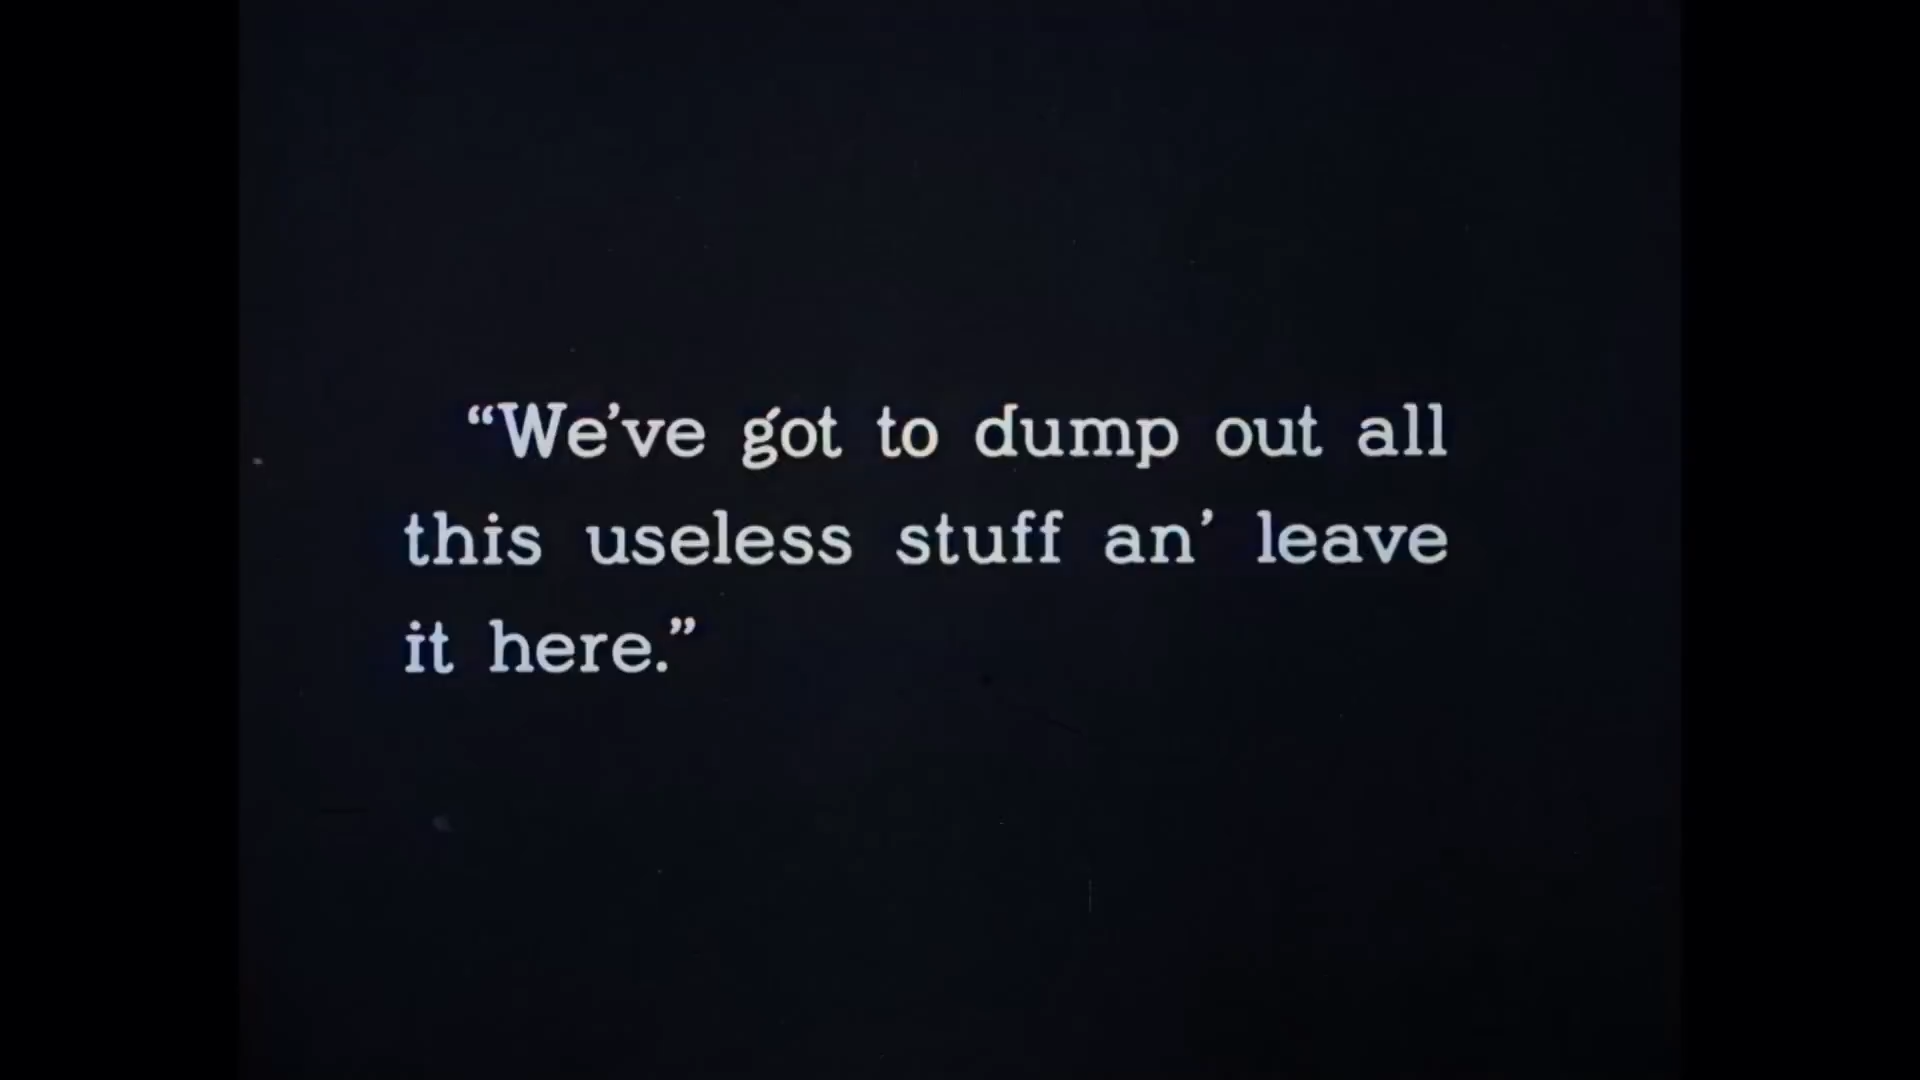 “We’ve got to dump out all
this useless stuff an’ leave
it here.”